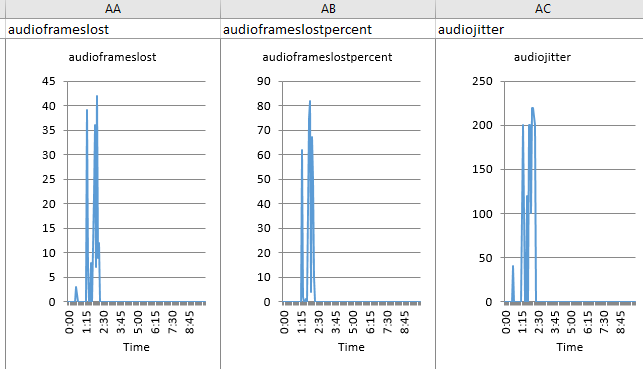 AA AB AC
audioframeslost audioframeslostpercent audiojitter
audioframeslost
45
40
35
30
25
20
15
10
5
0
0:00 1:15 2:30 3:45 5:00 6:15 7:30 8:45
Time
audioframeslostpercent
90
80
70
60
50
40
30
20
10
0
0:00 1:15 2:30 3:45 5:00 6:15 7:30 8:45
Time
audiojitter
250
200
150
100
50
0
0:00 1:15 2:30 3:45 5:00 6:15 7:30 8:45
Time